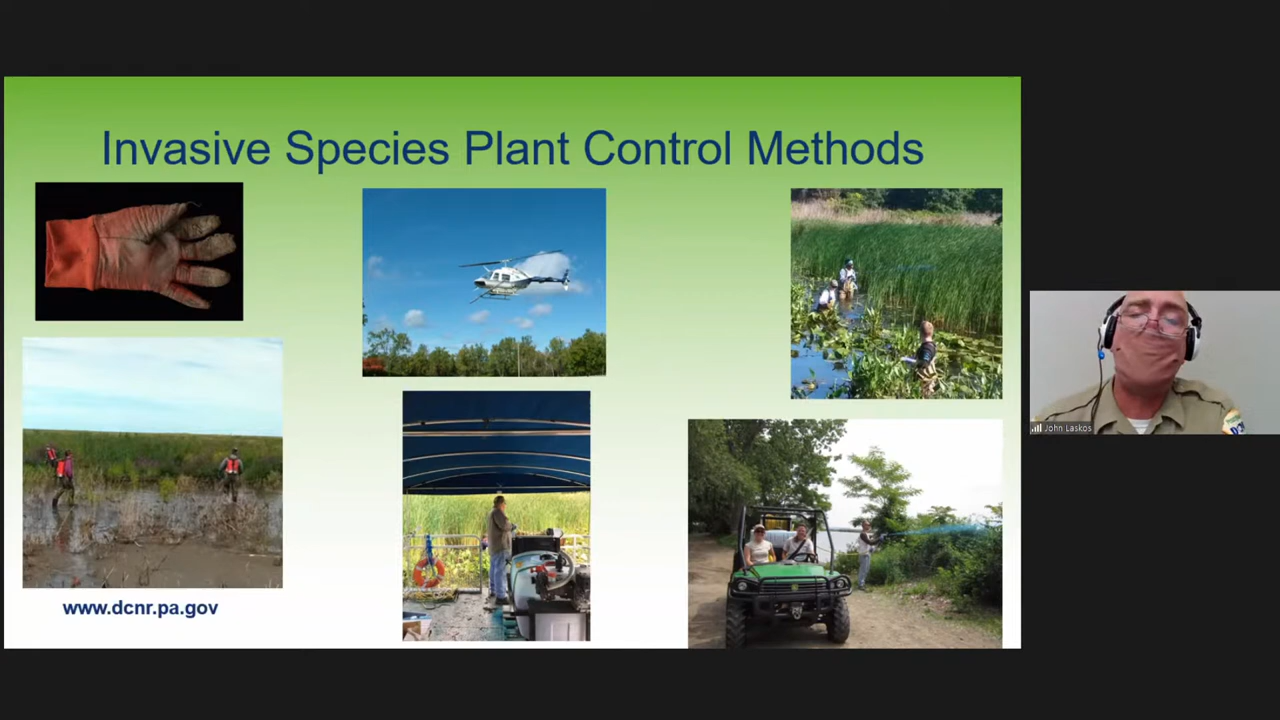 Invasive Species Plant Control Methods
www.dcnr.pa.gov
John Laskos